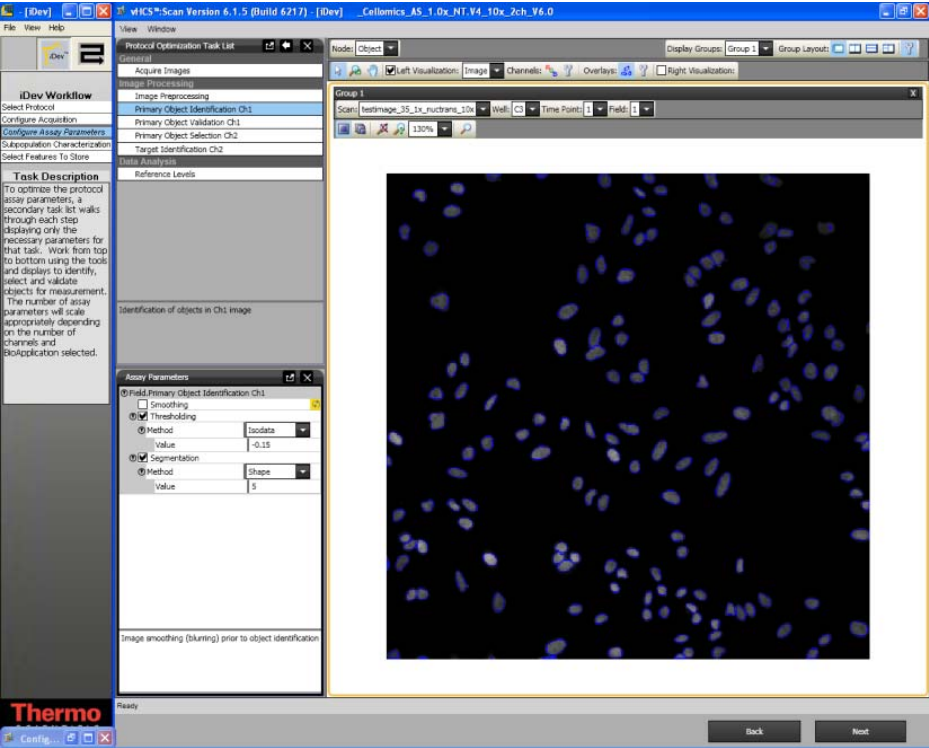 - [iDev]
File View Help
iDev™
iDev Workflow
Select Protocol
Configure Acquisition
Configure Assay Parameters
Subpopulation Characterization
Select Features To Store
Task Description
To optimize the protocol
assay parameters, a
secondary task list walks
through each step
displaying only the
necessary parameters for
that task. Work from top
to bottom using the tools
and displays to identify,
select and validate
objects for measurement.
The number of assay
parameters will scale
appropriately depending
on the number of
channels and
BioApplication selected.
Thermo
Config...
vHCS™:Scan Version 6.1.5 (Build 6217) - [iDev] _Cellomics_AS_1.0x_NT.V4_10x_2ch_V6.0
View Window
Protocol Optimization Task List
General
Acquire Images
Image Processing
Image Preprocessing
Primary Object Identification Ch1
Primary Object Validation Ch1
Primary Object Selection Ch2
Target Identification Ch2
Data Analysis
Reference Levels
Identification of objects in Ch1 image
Assay Parameters
Field.Primary Object Identification Ch1
Smoothing
Thresholding
Method Isodata
Value -0.15
Segmentation
Method Shape
Value 5
Image smoothing (blurring) prior to object identification
Node: Object Display Groups: Group 1 Group Layout:
Left Visualization: Image Channels: Overlays: Right Visualization:
Group 1 X
Scan: testimage_35_1x_nuctrans_10x Well: C3 Time Point: 1 Field: 1
130%
Ready
Back Next